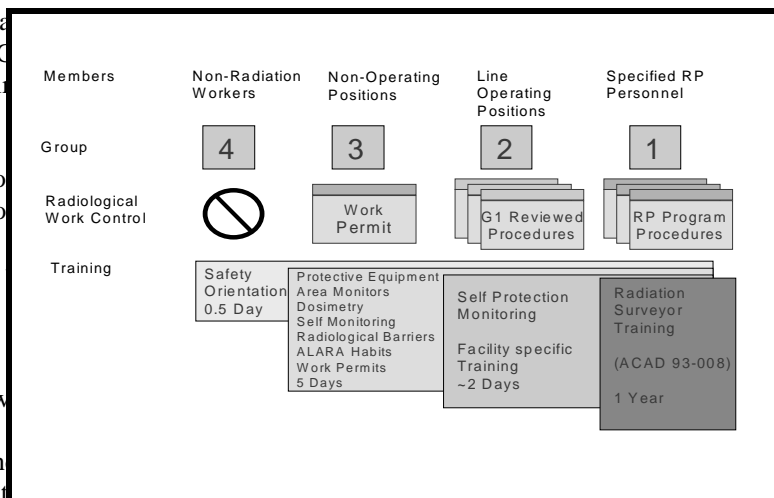 Members
Non-Radiation
Workers
Non-Operating
Positions
Line
Operating
Positions
Specified RP
Personnel
Group
4
3
2
1
Radiological
Work Control
Work
Permit
G1 Reviewed
Procedures
RP Program
Procedures
Training
Safety
Orientation
0.5 Day
Protective Equipment
Area Monitors
Dosimetry
Self Monitoring
Radiological Barriers
ALARA Habits
Work Permits
5 Days
Self Protection
Monitoring
Facility specific
Training
~2 Days
Radiation
Surveyor
Training
(ACAD 93-008)
1 Year